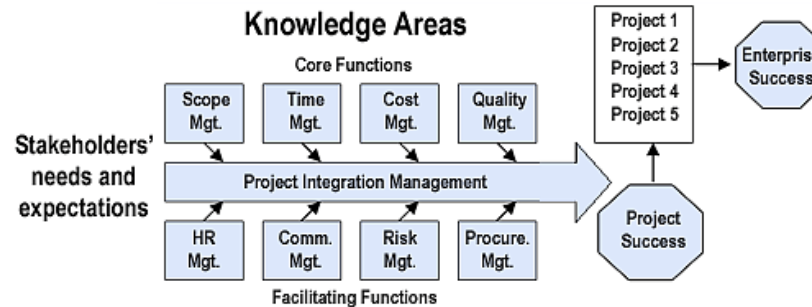 Knowledge Areas
Core Functions
Scope
Mgt.
Time
Mgt.
Cost
Mgt.
Quality
Mgt.
Stakeholders'
needs and
expectations
Project Integration Management
HR
Mgt.
Comm.
Mgt.
Risk
Mgt.
Procure.
Mgt.
Facilitating Functions
Project 1
Project 2
Project 3
Project 4
Project 5
Enterpris
Success
Project
Success